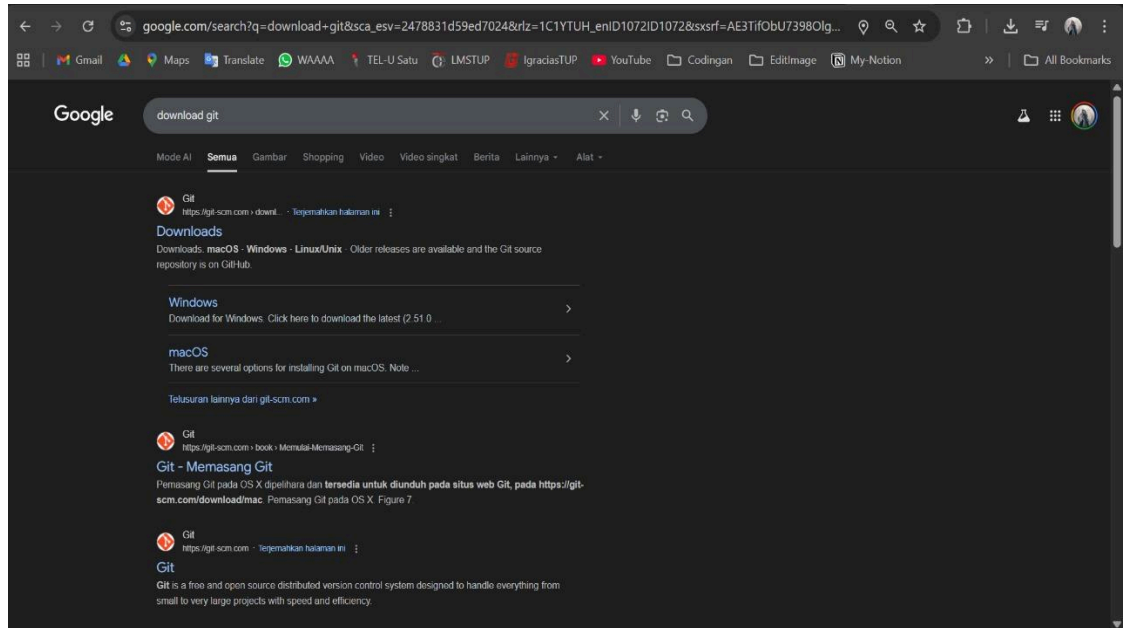 google.com/search?q=download+git&sca_esv=2478831d59ed7024&rlz=1C1YTUH_enID1072ID1072&sxsrf=AE3TifObU7398Olg...
Gmail Maps Translate WAAAA TEL-U Satu LMSTUP IgraciasTUP YouTube Codingan EditImage My-Notion » All Bookmarks
Google download git
Mode AI Semua Gambar Shopping Video Video singkat Berita Lainnya Alat
Git
https://git-scm.com › downl... · Terjemahkan halaman ini
Downloads
Downloads. macOS · Windows · Linux/Unix · Older releases are available and the Git source
repository is on GitHub.
Windows
Download for Windows. Click here to download the latest (2.51.0 ...
macOS
There are several options for installing Git on macOS. Note ...
Telusuran lainnya dari git-scm.com »
Git
https://git-scm.com › book › Memulai-Memasang-Git
Git - Memasang Git
Pemasang Git pada OS X dipelihara dan tersedia untuk diunduh pada situs web Git, pada https://git-
scm.com/download/mac. Pemasang Git pada OS X. Figure 7.
Git
https://git-scm.com · Terjemahkan halaman ini
Git
Git is a free and open source distributed version control system designed to handle everything from
small to very large projects with speed and efficiency.